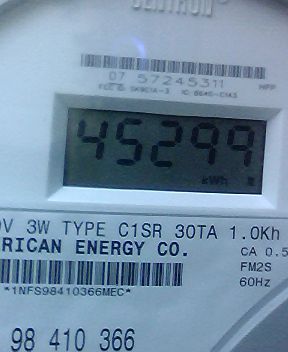 CENTRON
07 57245311
45299
kWh
V 3W TYPE C1SR 30TA 1.0Kh
RICAN ENERGY CO.
CA 0.5
FM2S
*1NFS98410366MEC*
60Hz
98 410 366